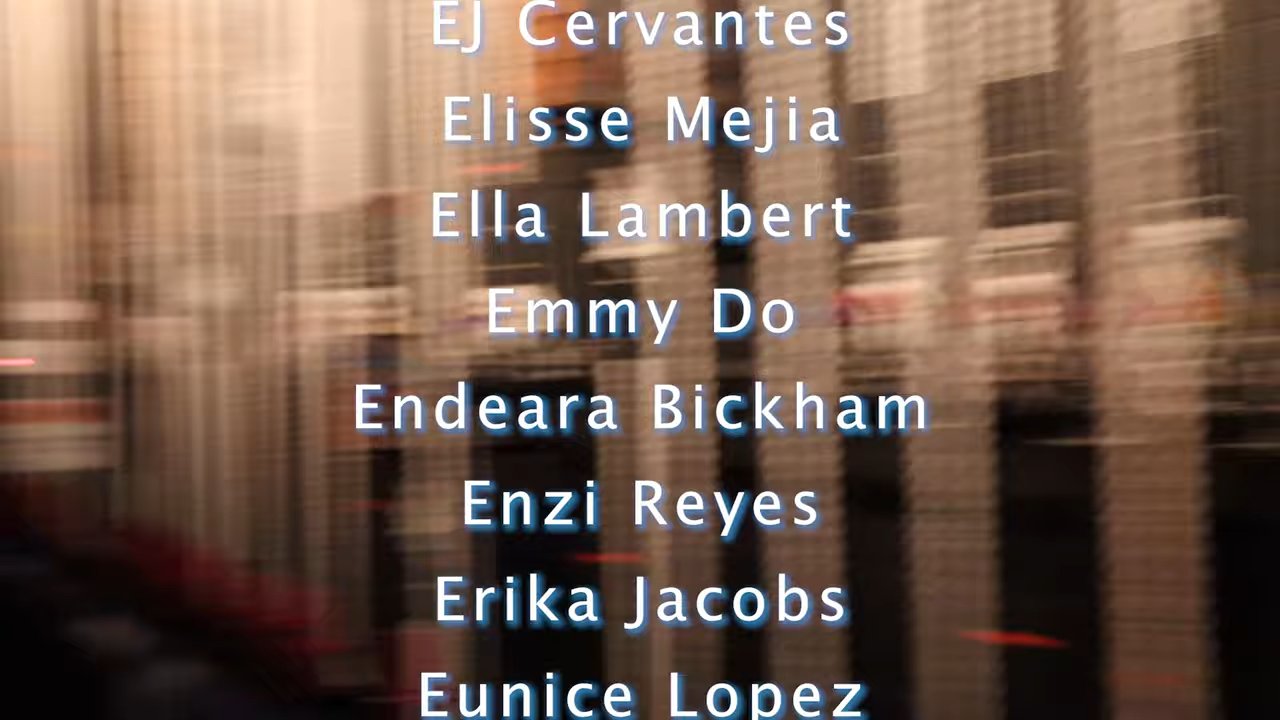 EJ Cervantes
Elisse Mejia
Ella Lambert
Emmy Do
Endeara Bickham
Enzi Reyes
Erika Jacobs
Eunice Lopez